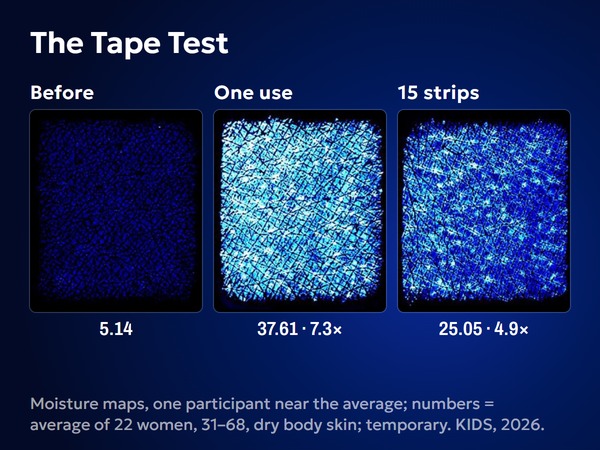 The Tape Test
Before
One use
15 strips
5.14
37.61 · 7.3×
25.05 · 4.9×
Moisture maps, one participant near the average; numbers =
average of 22 women, 31–68, dry body skin; temporary. KIDS, 2026.